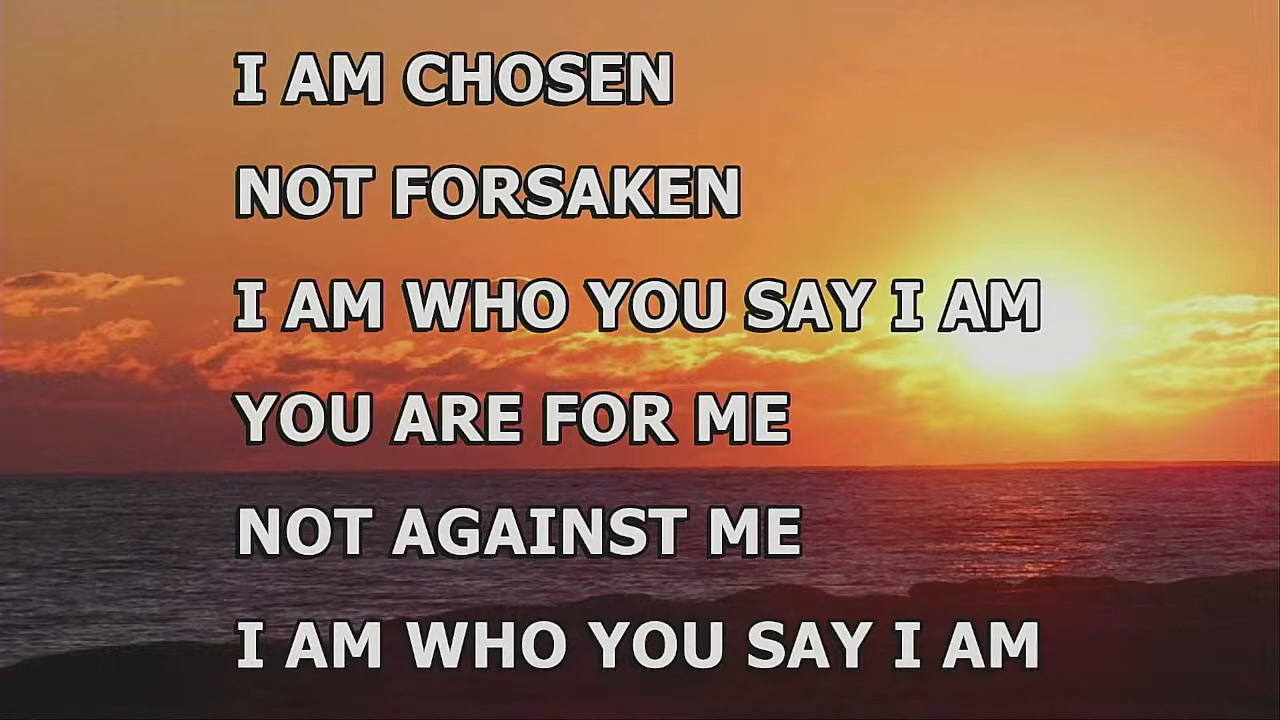 I AM CHOSEN
NOT FORSAKEN
I AM WHO YOU SAY I AM
YOU ARE FOR ME
NOT AGAINST ME
I AM WHO YOU SAY I AM